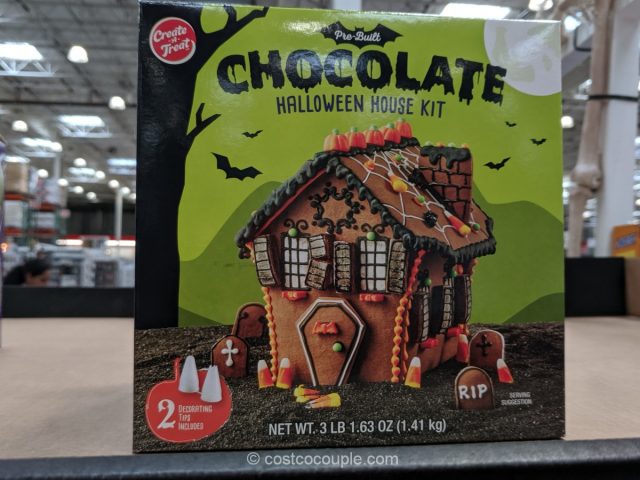 Create
A
Treat
Pre-Built
CHOCOLATE
HALLOWEEN HOUSE KIT
RIP
2 DECORATING
TIPS
INCLUDED
SERVING
SUGGESTION
NET WT. 3 LB 1.63 OZ (1.41 kg)
© costcocouple.com